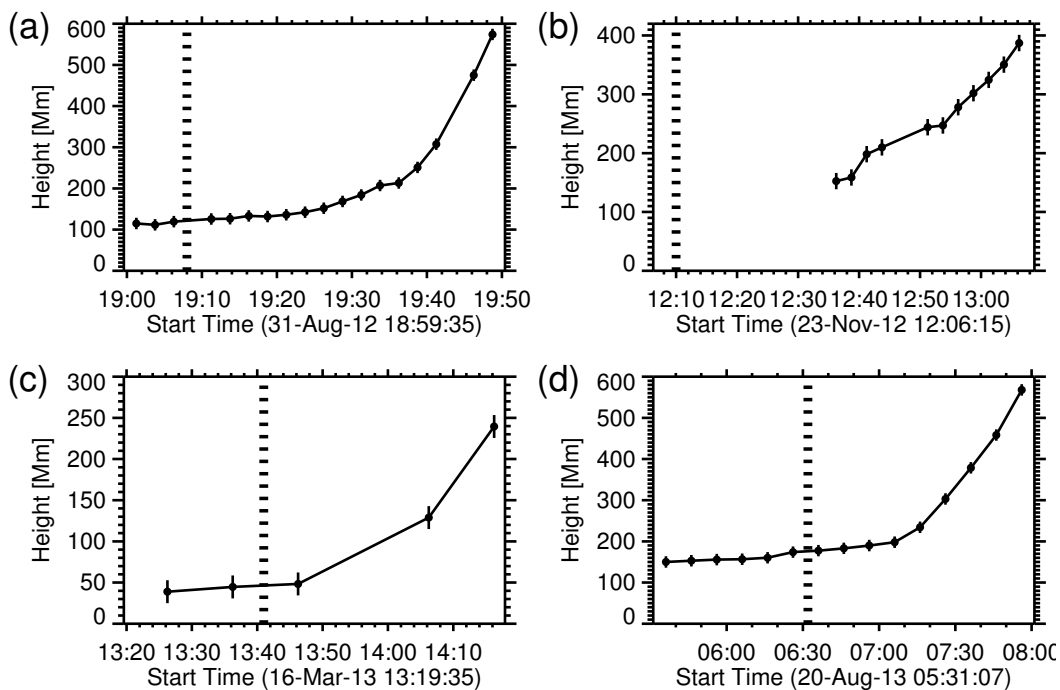 (a)
600
500
400
300
200
100
0
Height [Mm]
19:00 19:10 19:20 19:30 19:40 19:50
Start Time (31-Aug-12 18:59:35)
(b)
400
300
200
100
0
Height [Mm]
12:10 12:20 12:30 12:40 12:50 13:00
Start Time (23-Nov-12 12:06:15)
(c)
300
250
200
150
100
50
0
Height [Mm]
13:20 13:30 13:40 13:50 14:00 14:10
Start Time (16-Mar-13 13:19:35)
(d)
600
500
400
300
200
100
0
Height [Mm]
06:00 06:30 07:00 07:30 08:00
Start Time (20-Aug-13 05:31:07)